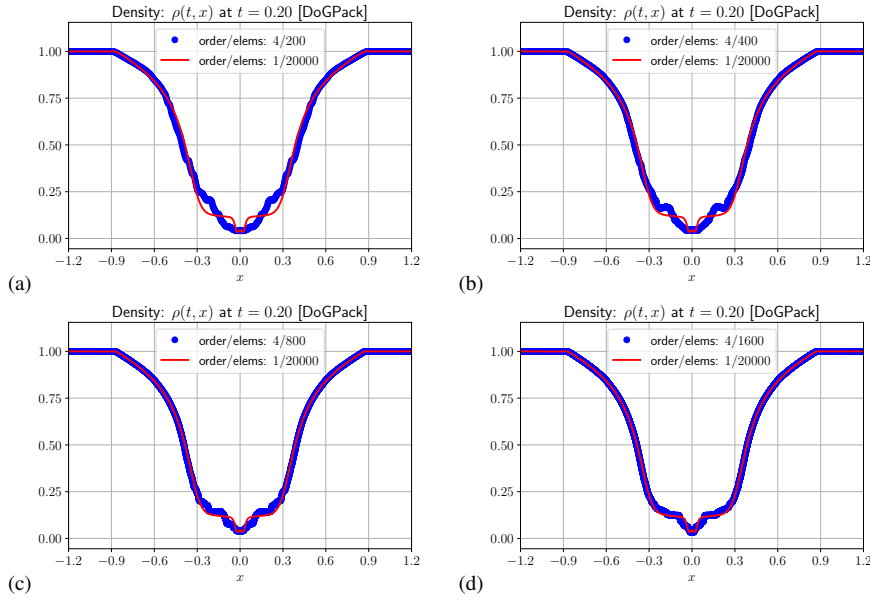 Density: ρ(t, x) at t = 0.20 [DoGPack]
order/elems: 4/200
order/elems: 1/20000
1.00
0.75
0.50
0.25
0.00
−1.2 −0.9 −0.6 −0.3 0.0 0.3 0.6 0.9 1.2
x
(a)
Density: ρ(t, x) at t = 0.20 [DoGPack]
order/elems: 4/400
order/elems: 1/20000
1.00
0.75
0.50
0.25
0.00
−1.2 −0.9 −0.6 −0.3 0.0 0.3 0.6 0.9 1.2
x
(b)
Density: ρ(t, x) at t = 0.20 [DoGPack]
order/elems: 4/800
order/elems: 1/20000
1.00
0.75
0.50
0.25
0.00
−1.2 −0.9 −0.6 −0.3 0.0 0.3 0.6 0.9 1.2
x
(c)
Density: ρ(t, x) at t = 0.20 [DoGPack]
order/elems: 4/1600
order/elems: 1/20000
1.00
0.75
0.50
0.25
0.00
−1.2 −0.9 −0.6 −0.3 0.0 0.3 0.6 0.9 1.2
x
(d)